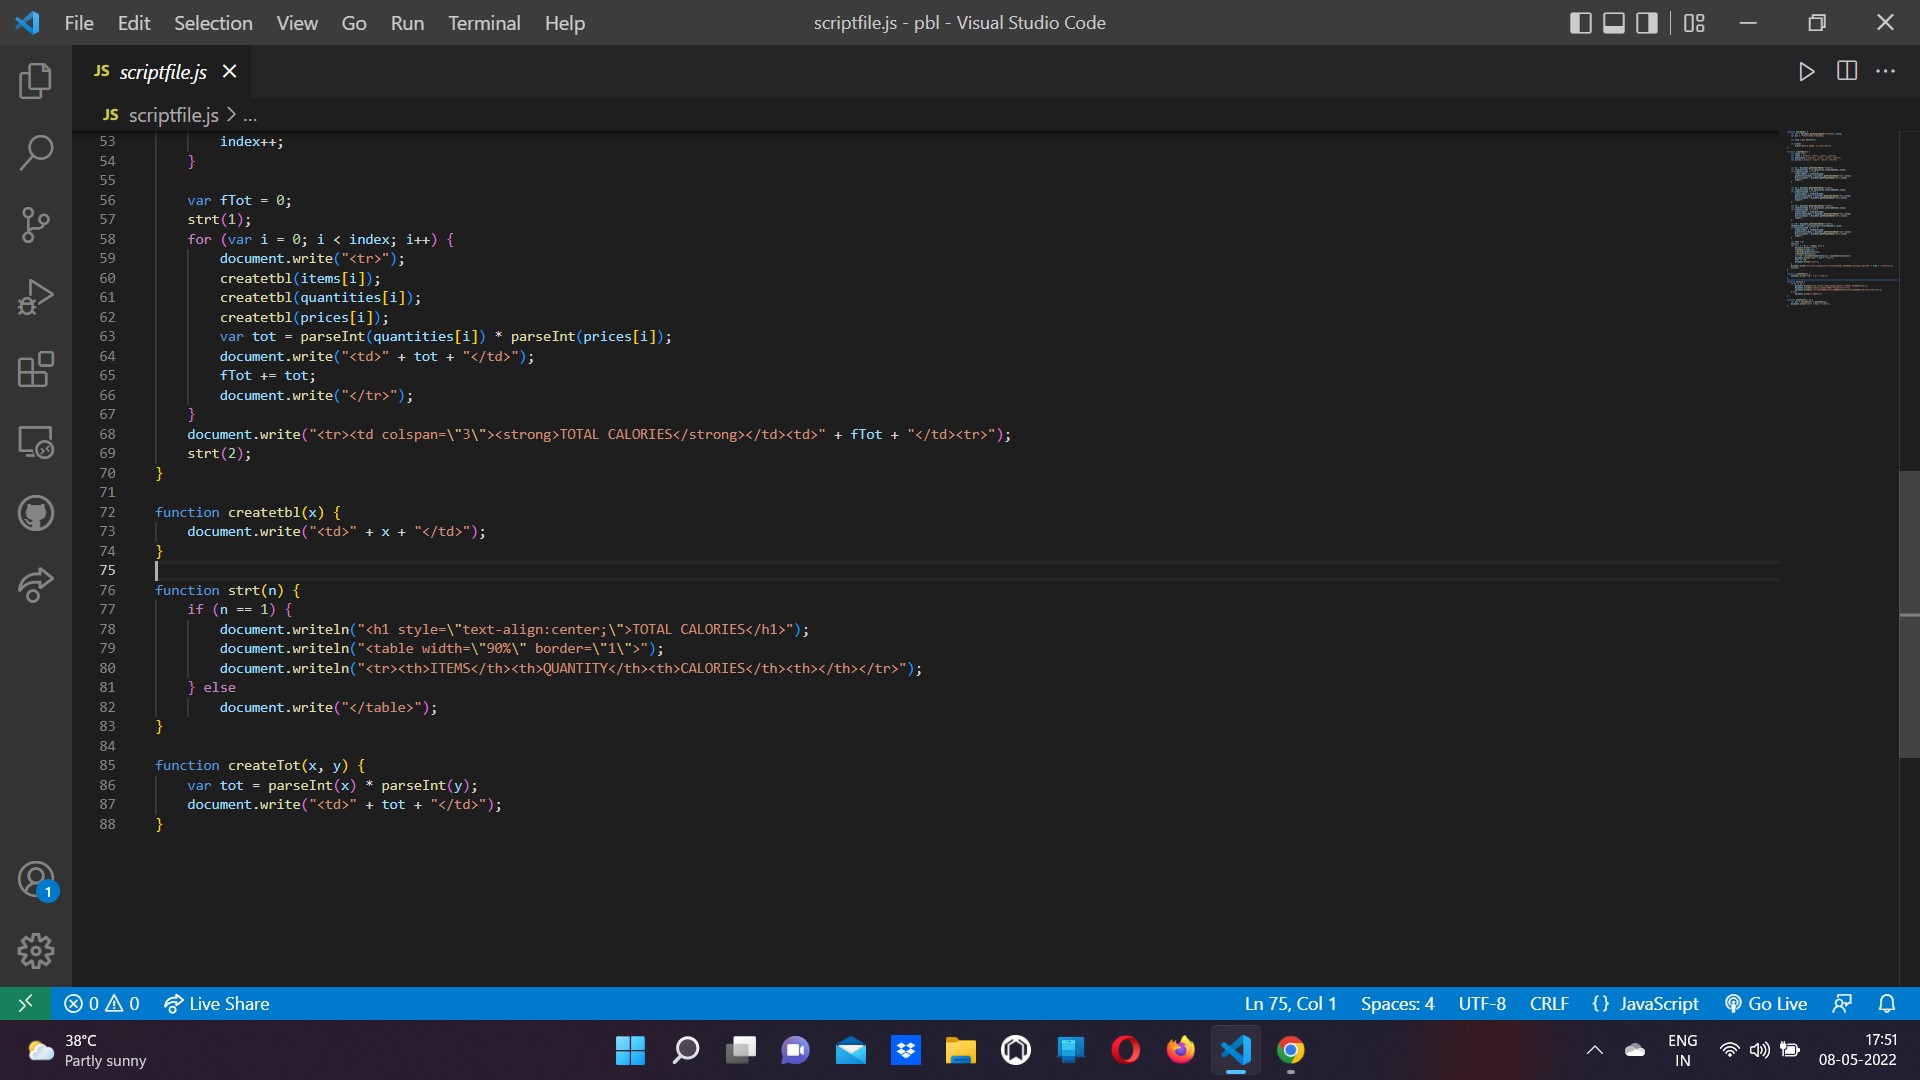 File Edit Selection View Go Run Terminal Help scriptfile.js - pbl - Visual Studio Code
JS scriptfile.js
JS scriptfile.js > ...
53 index++;
54 }
55
56 var fTot = 0;
57 strt(1);
58 for (var i = 0; i < index; i++) {
59 document.write("<tr>");
60 createtbl(items[i]);
61 createtbl(quantities[i]);
62 createtbl(prices[i]);
63 var tot = parseInt(quantities[i]) * parseInt(prices[i]);
64 document.write("<td>" + tot + "</td>");
65 fTot += tot;
66 document.write("</tr>");
67 }
68 document.write("<tr><td colspan=\"3\"><strong>TOTAL CALORIES</strong></td><td>" + fTot + "</td><tr>");
69 strt(2);
70 }
71
72 function createtbl(x) {
73 document.write("<td>" + x + "</td>");
74 }
75
76 function strt(n) {
77 if (n == 1) {
78 document.writeln("<h1 style=\"text-align:center;\">TOTAL CALORIES</h1>");
79 document.writeln("<table width=\"90%\" border=\"1\">");
80 document.writeln("<tr><th>ITEMS</th><th>QUANTITY</th><th>CALORIES</th><th></th></tr>");
81 } else
82 document.write("</table>");
83 }
84
85 function createTot(x, y) {
86 var tot = parseInt(x) * parseInt(y);
87 document.write("<td>" + tot + "</td>");
88 }
1
0 0 Live Share Ln 75, Col 1 Spaces: 4 UTF-8 CRLF {} JavaScript Go Live
38°C
Partly sunny
ENG
IN
17:51
08-05-2022